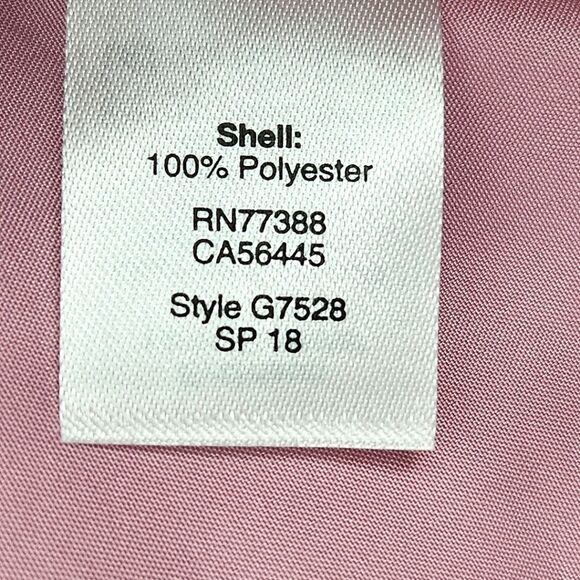 Shell:
100% Polyester
RN77388
CA56445
Style G7528
SP 18